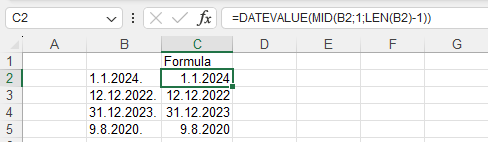 C2 fx =DATEVALUE(MID(B2;1;LEN(B2)-1))
A B C D E F G
1 Formula
2 1.1.2024. 1.1.2024
3 12.12.2022. 12.12.2022
4 31.12.2023. 31.12.2023
5 9.8.2020. 9.8.2020